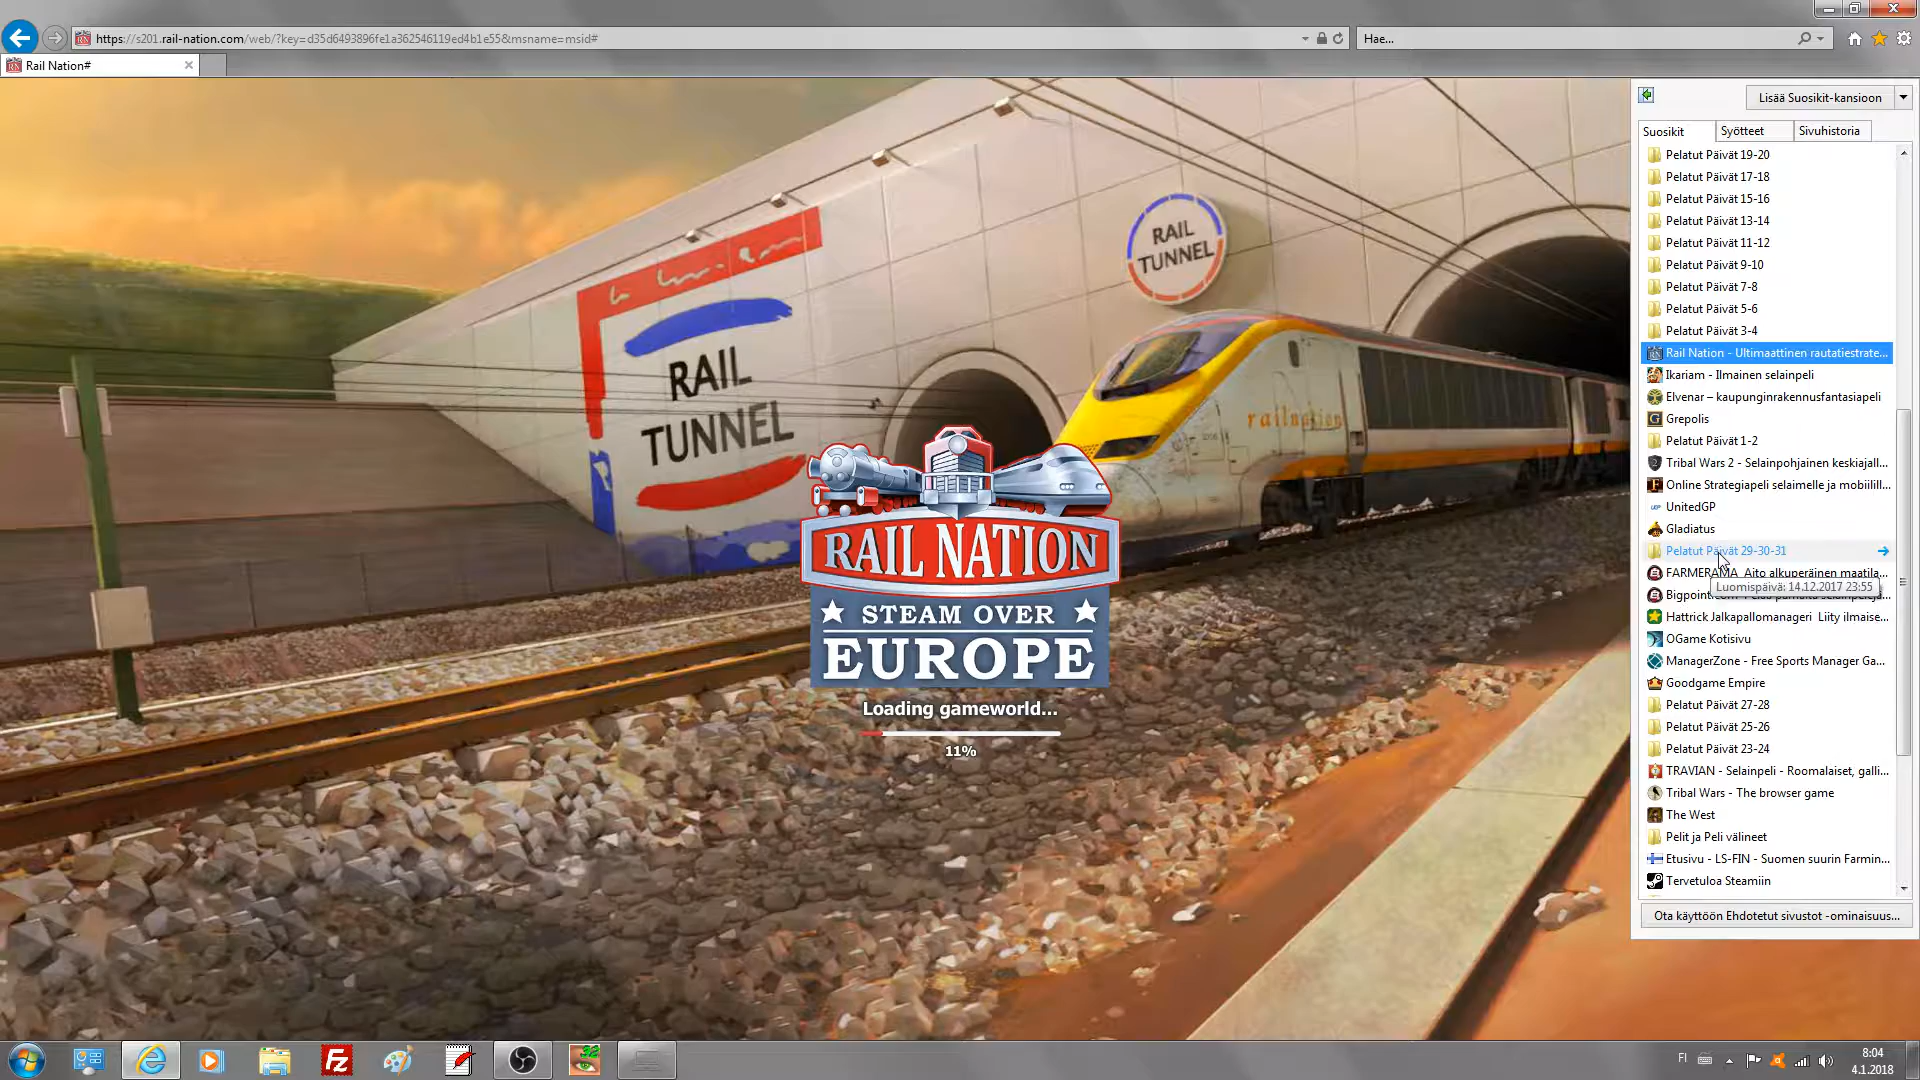 https://s201.rail-nation.com/web/?key=d35d6493896fe1a362546119ed4b1e55&msname=msid#
Hae...
Rail Nation#
Lisää Suosikit-kansioon
Suosikit
Syötteet
Sivuhistoria
Pelatut Päivät 19-20
Pelatut Päivät 17-18
Pelatut Päivät 15-16
Pelatut Päivät 13-14
Pelatut Päivät 11-12
Pelatut Päivät 9-10
Pelatut Päivät 7-8
Pelatut Päivät 5-6
Pelatut Päivät 3-4
Rail Nation - Ultimaattinen rautatiestrate...
Ikariam - Ilmainen selainpeli
Elvenar – kaupunginrakennusfantasiapeli
Grepolis
Pelatut Päivät 1-2
Tribal Wars 2 - Selainpohjainen keskiajall...
Online Strategiapeli selaimelle ja mobiilill...
UnitedGP
Gladiatus
Pelatut Päivät 29-30-31
FARMERAMA Aito alkuperäinen maatila...
Luomispäivä: 14.12.2017 23:55
Hattrick Jalkapallomanageri Liity ilmaise...
OGame Kotisivu
ManagerZone - Free Sports Manager Ga...
Goodgame Empire
Pelatut Päivät 27-28
Pelatut Päivät 25-26
Pelatut Päivät 23-24
TRAVIAN - Selainpeli - Roomalaiset, galli...
Tribal Wars - The browser game
The West
Pelit ja Peli välineet
Etusivu - LS-FIN - Suomen suurin Farmin...
Tervetuloa Steamiin
Ota käyttöön Ehdotetut sivustot -ominaisuus...
RAIL
TUNNEL
RAIL
TUNNEL
railnation
RAIL NATION
STEAM OVER
EUROPE
Loading gameworld...
11%
FI
8:04
4.1.2018